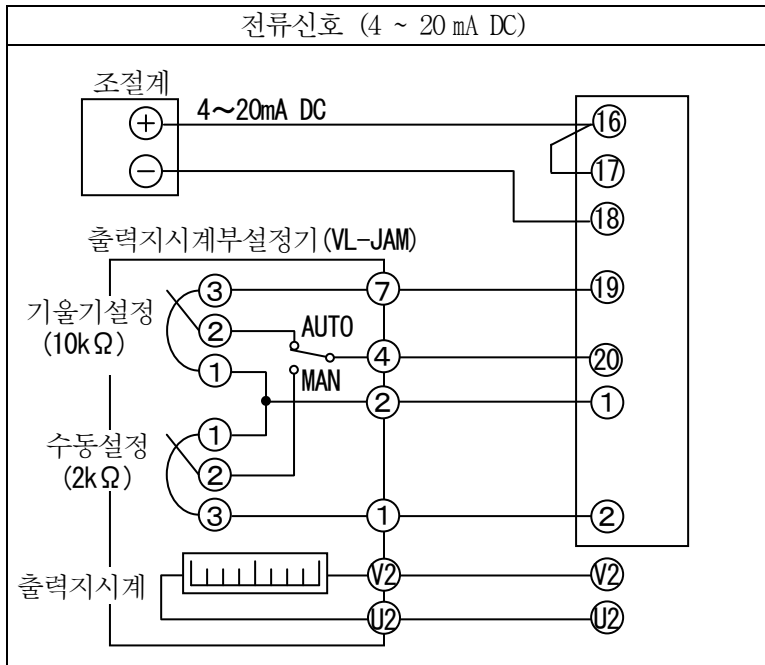 전류신호 (4 ~ 20 mA DC)
조절계
+ 4~20mA DC 16
17
− 18
출력지시계부설정기(VL-JAM)
3 7 19
기울기설정
(10kΩ)
2 AUTO
4 20
1 MAN
2 1
1
수동설정
(2kΩ)
2
3 1 2
출력지시계
V2 V2
U2 U2